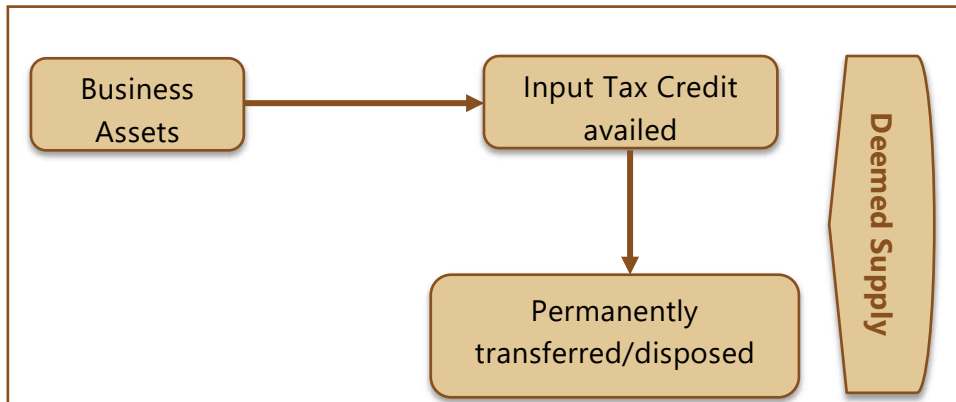 Business
Assets
Input Tax Credit
availed
Permanently
transferred/disposed
Deemed Supply